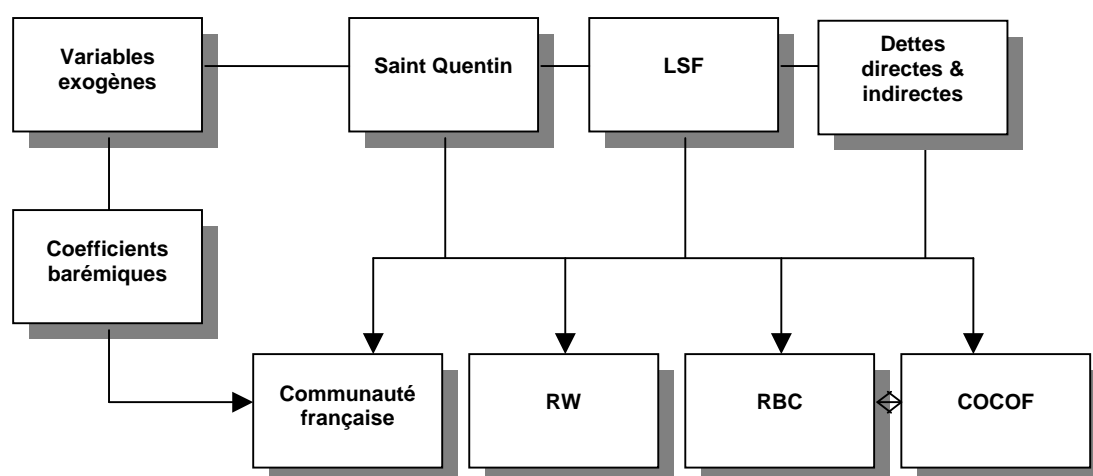 Variables
exogènes
Saint Quentin
LSF
Dettes
directes &
indirectes
Coefficients
barémiques
Communauté
française
RW
RBC
COCOF